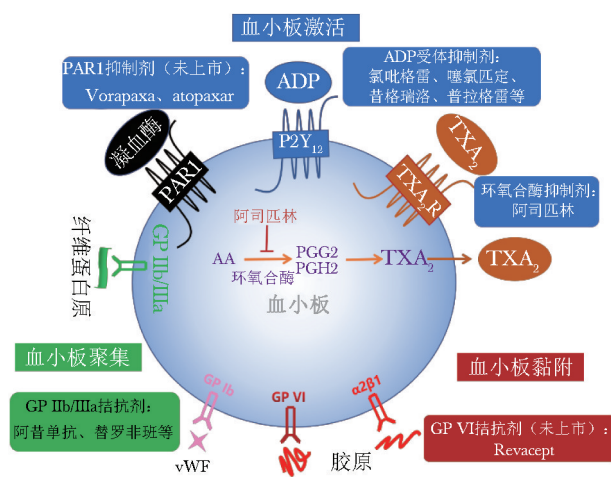 血小板激活
PAR1抑制剂（未上市）：
Vorapaxa、atopaxar
ADP
ADP受体抑制剂：
氯吡格雷、噻氯匹定、
替格瑞洛、普拉格雷等
凝血酶
PAR1
P2Y12
TXA2
TXA2R
环氧合酶抑制剂：
阿司匹林
纤维蛋白原
GP IIb/IIIa
阿司匹林
AA
环氧合酶
PGG2
PGH2
TXA2
TXA2
血小板
血小板聚集
GP IIb/IIIa拮抗剂：
阿昔单抗、替罗非班等
GP Ib
vWF
GP VI
胶原
α2β1
血小板黏附
GP VI拮抗剂（未上市）：
Revacept